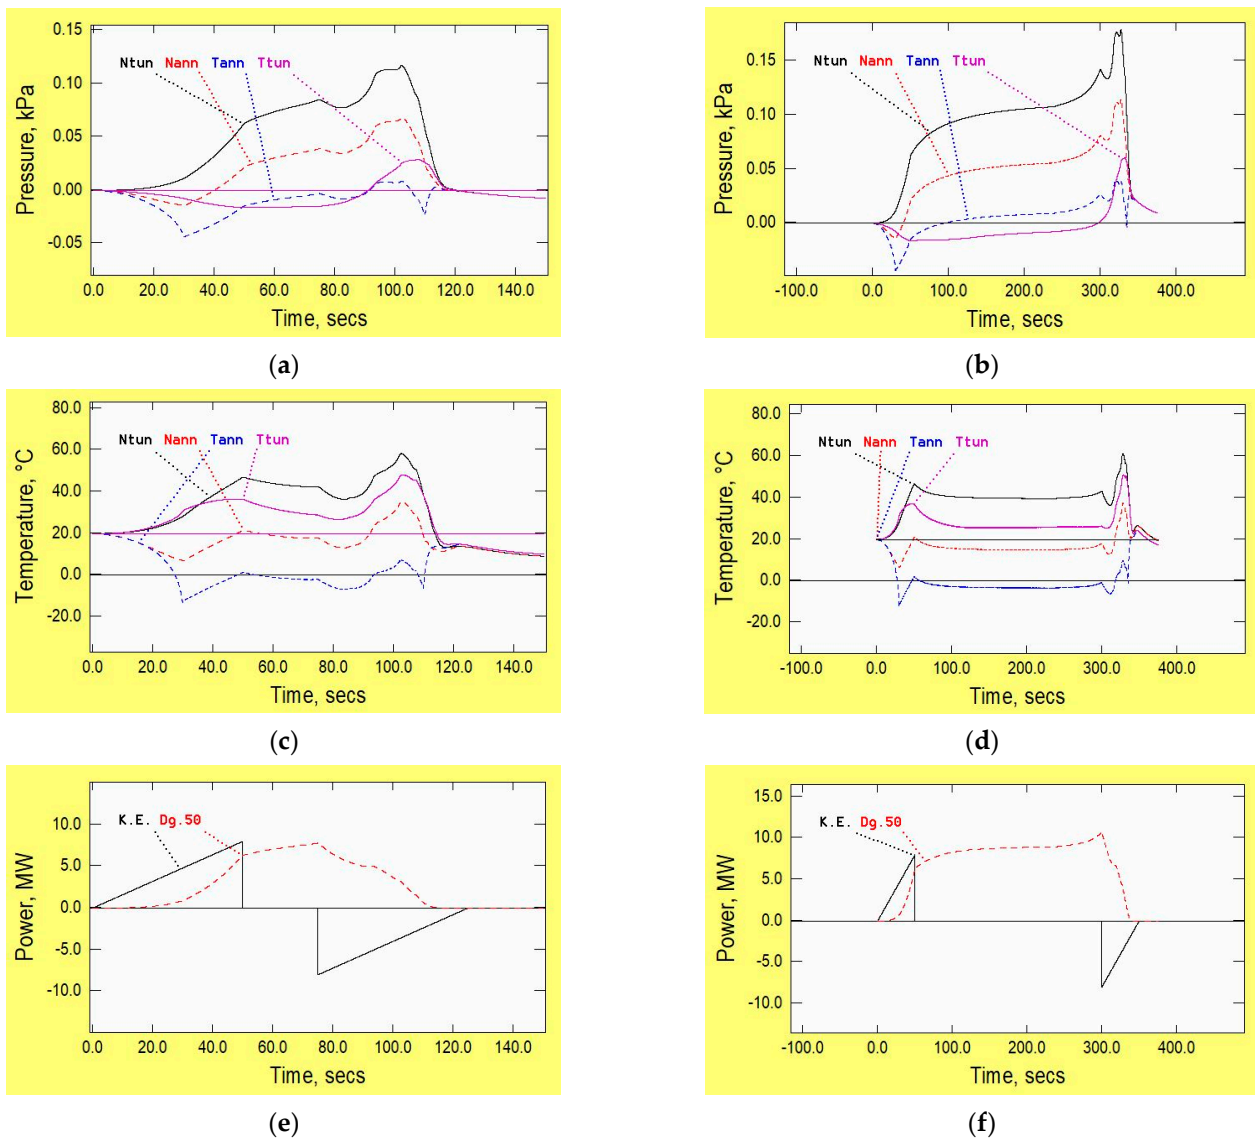 0.15
0.10
0.05
0.00
-0.05
Pressure, kPa
Ntun Nann Tann Ttun
0.0 20.0 40.0 60.0 80.0 100.0 120.0 140.0
Time, secs
(a)
0.15
0.10
0.05
0.00
Pressure, kPa
Ntun Nann Tann Ttun
-100.0 0.0 100.0 200.0 300.0 400.0
Time, secs
(b)
80.0
60.0
40.0
20.0
0.0
-20.0
Temperature, °C
Ntun Nann Tann Ttun
0.0 20.0 40.0 60.0 80.0 100.0 120.0 140.0
Time, secs
(c)
80.0
60.0
40.0
20.0
0.0
-20.0
Temperature, °C
Ntun Nann Tann Ttun
-100.0 0.0 100.0 200.0 300.0 400.0
Time, secs
(d)
10.0
5.0
0.0
-5.0
-10.0
Power, MW
K.E. Dg.50
0.0 20.0 40.0 60.0 80.0 100.0 120.0 140.0
Time, secs
(e)
15.0
10.0
5.0
0.0
-5.0
-10.0
Power, MW
K.E. Dg.50
-100.0 0.0 100.0 200.0 300.0 400.0
Time, secs
(f)